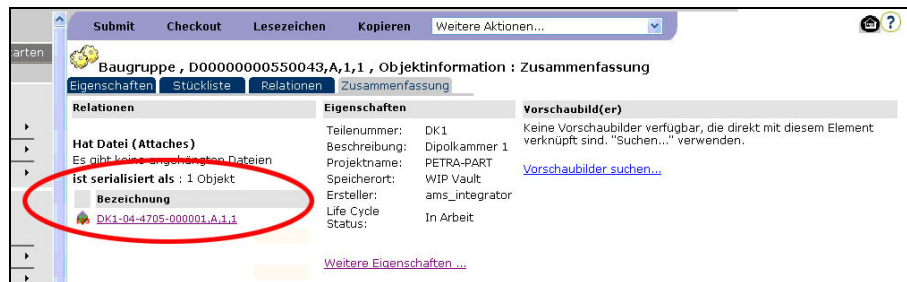 Submit Checkout Lesezeichen Kopieren Weitere Aktionen...
?
arten
Baugruppe , D00000000550043,A,1,1 , Objektinformation : Zusammenfassung
Eigenschaften Stückliste Relationen Zusammenfassung
Relationen
Hat Datei (Attaches)
Es gibt keine angehängten Dateien
ist serialisiert als : 1 Objekt
Bezeichnung
DK1-04-4705-000001,A,1,1
Eigenschaften
Teilenummer: DK1
Beschreibung: Dipolkammer 1
Projektname: PETRA-PART
Speicherort: WIP Vault
Ersteller: ams_integrator
Life Cycle
Status: In Arbeit
Weitere Eigenschaften ...
Vorschaubild(er)
Keine Vorschaubilder verfügbar, die direkt mit diesem Element
verknüpft sind. "Suchen..." verwenden.
Vorschaubilder suchen...